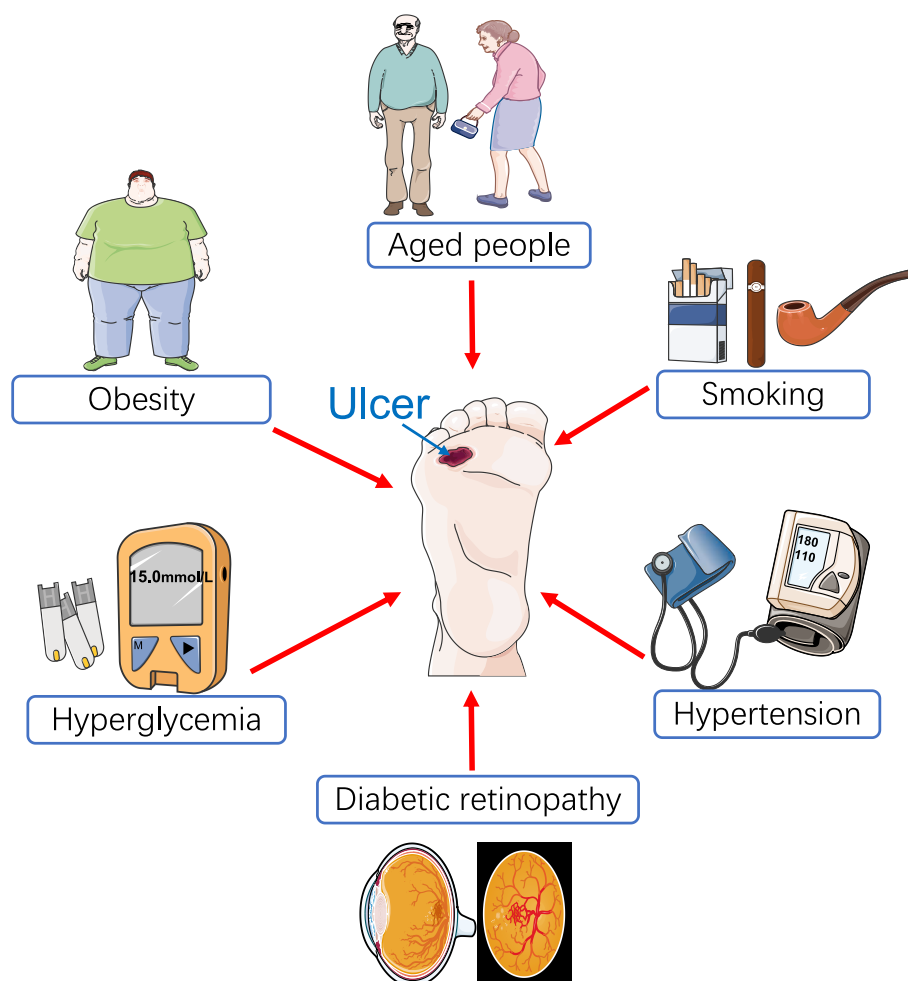 Aged people
Obesity
Smoking
Ulcer
15.0mmol/L
M
180
110
Hyperglycemia
Hypertension
Diabetic retinopathy